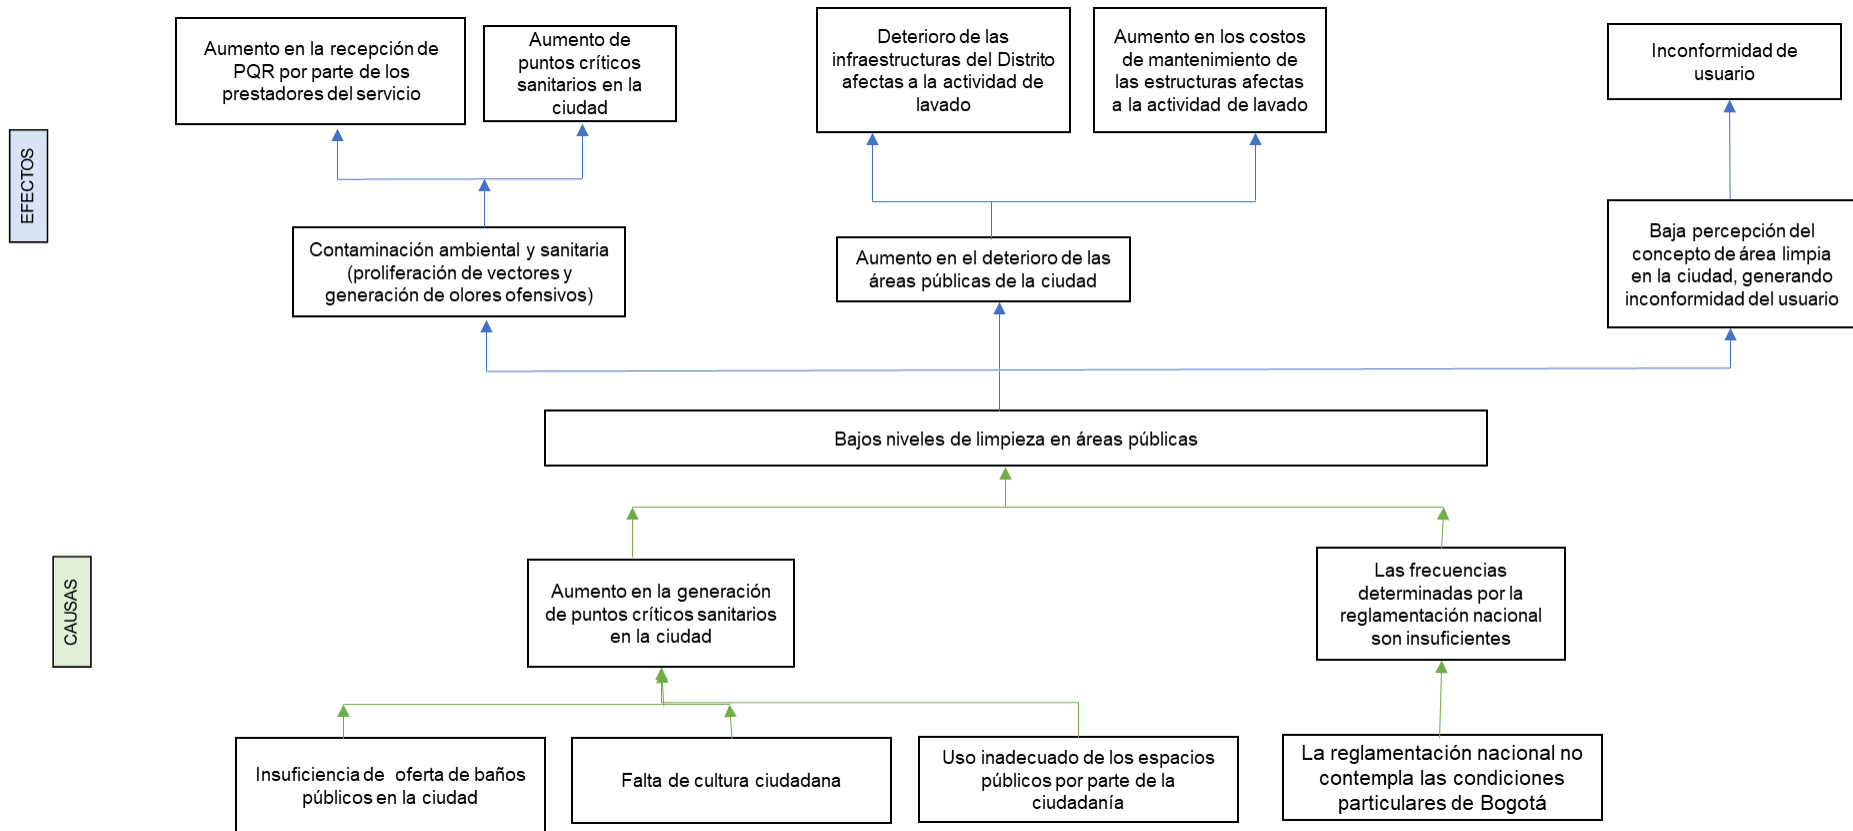 Aumento en la recepción de
PQR por parte de los
prestadores del servicio
Aumento de
puntos críticos
sanitarios en la
ciudad
Deterioro de las
infraestructuras del Distrito
afectas a la actividad de
lavado
Aumento en los costos
de mantenimiento de
las estructuras afectas
a la actividad de lavado
Inconformidad de
usuario
EFECTOS
Contaminación ambiental y sanitaria
(proliferación de vectores y
generación de olores ofensivos)
Aumento en el deterioro de las
áreas públicas de la ciudad
Baja percepción del
concepto de área limpia
en la ciudad, generando
inconformidad del usuario
Bajos niveles de limpieza en áreas públicas
CAUSAS
Aumento en la generación
de puntos críticos sanitarios
en la ciudad
Las frecuencias
determinadas por la
reglamentación nacional
son insuficientes
Insuficiencia de oferta de baños
públicos en la ciudad
Falta de cultura ciudadana
Uso inadecuado de los espacios
públicos por parte de la
ciudadanía
La reglamentación nacional no
contempla las condiciones
particulares de Bogotá